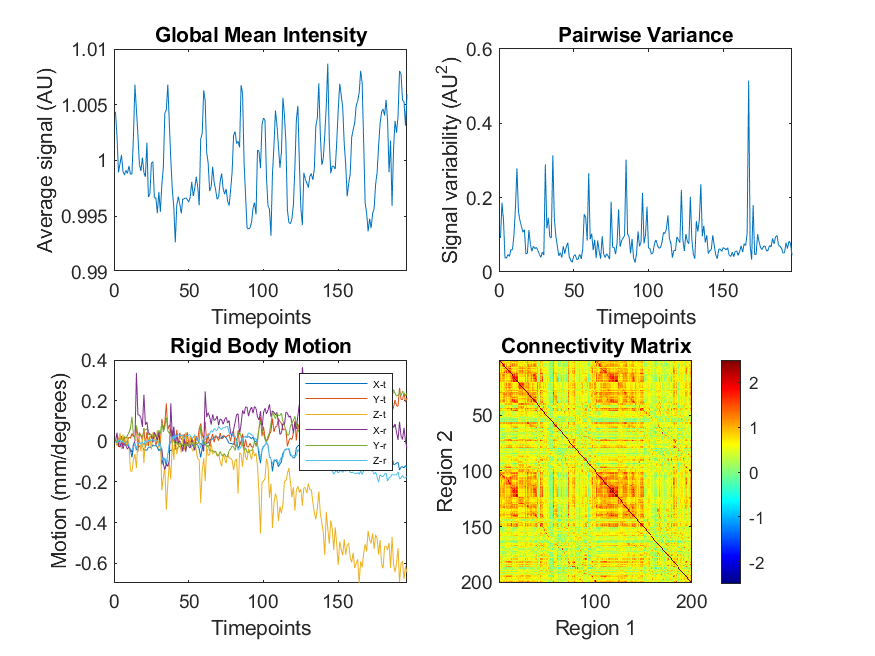 Global Mean Intensity
Average signal (AU)
1.01
1.005
1
0.995
0.99
0
50
100
150
Timepoints
Pairwise Variance
Signal variability (AU²)
0.6
0.4
0.2
0
0
50
100
150
Timepoints
Rigid Body Motion
Motion (mm/degrees)
0.4
0.2
0
-0.2
-0.4
-0.6
X-t
Y-t
Z-t
X-r
Y-r
Z-r
0
50
100
150
Timepoints
Connectivity Matrix
Region 2
50
100
150
200
100
200
Region 1
2
1
0
-1
-2